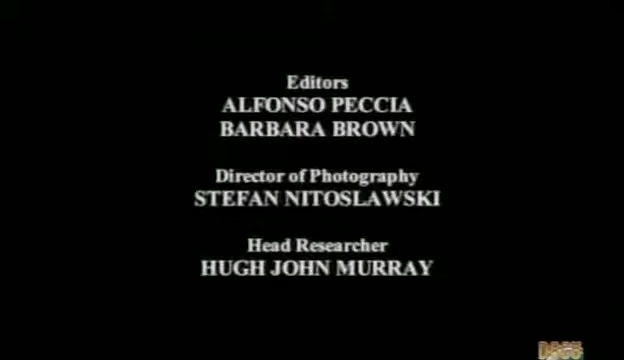 Editors
ALFONSO PECCIA
BARBARA BROWN
Director of Photography
STEFAN NITOSLAWSKI
Head Researcher
HUGH JOHN MURRAY